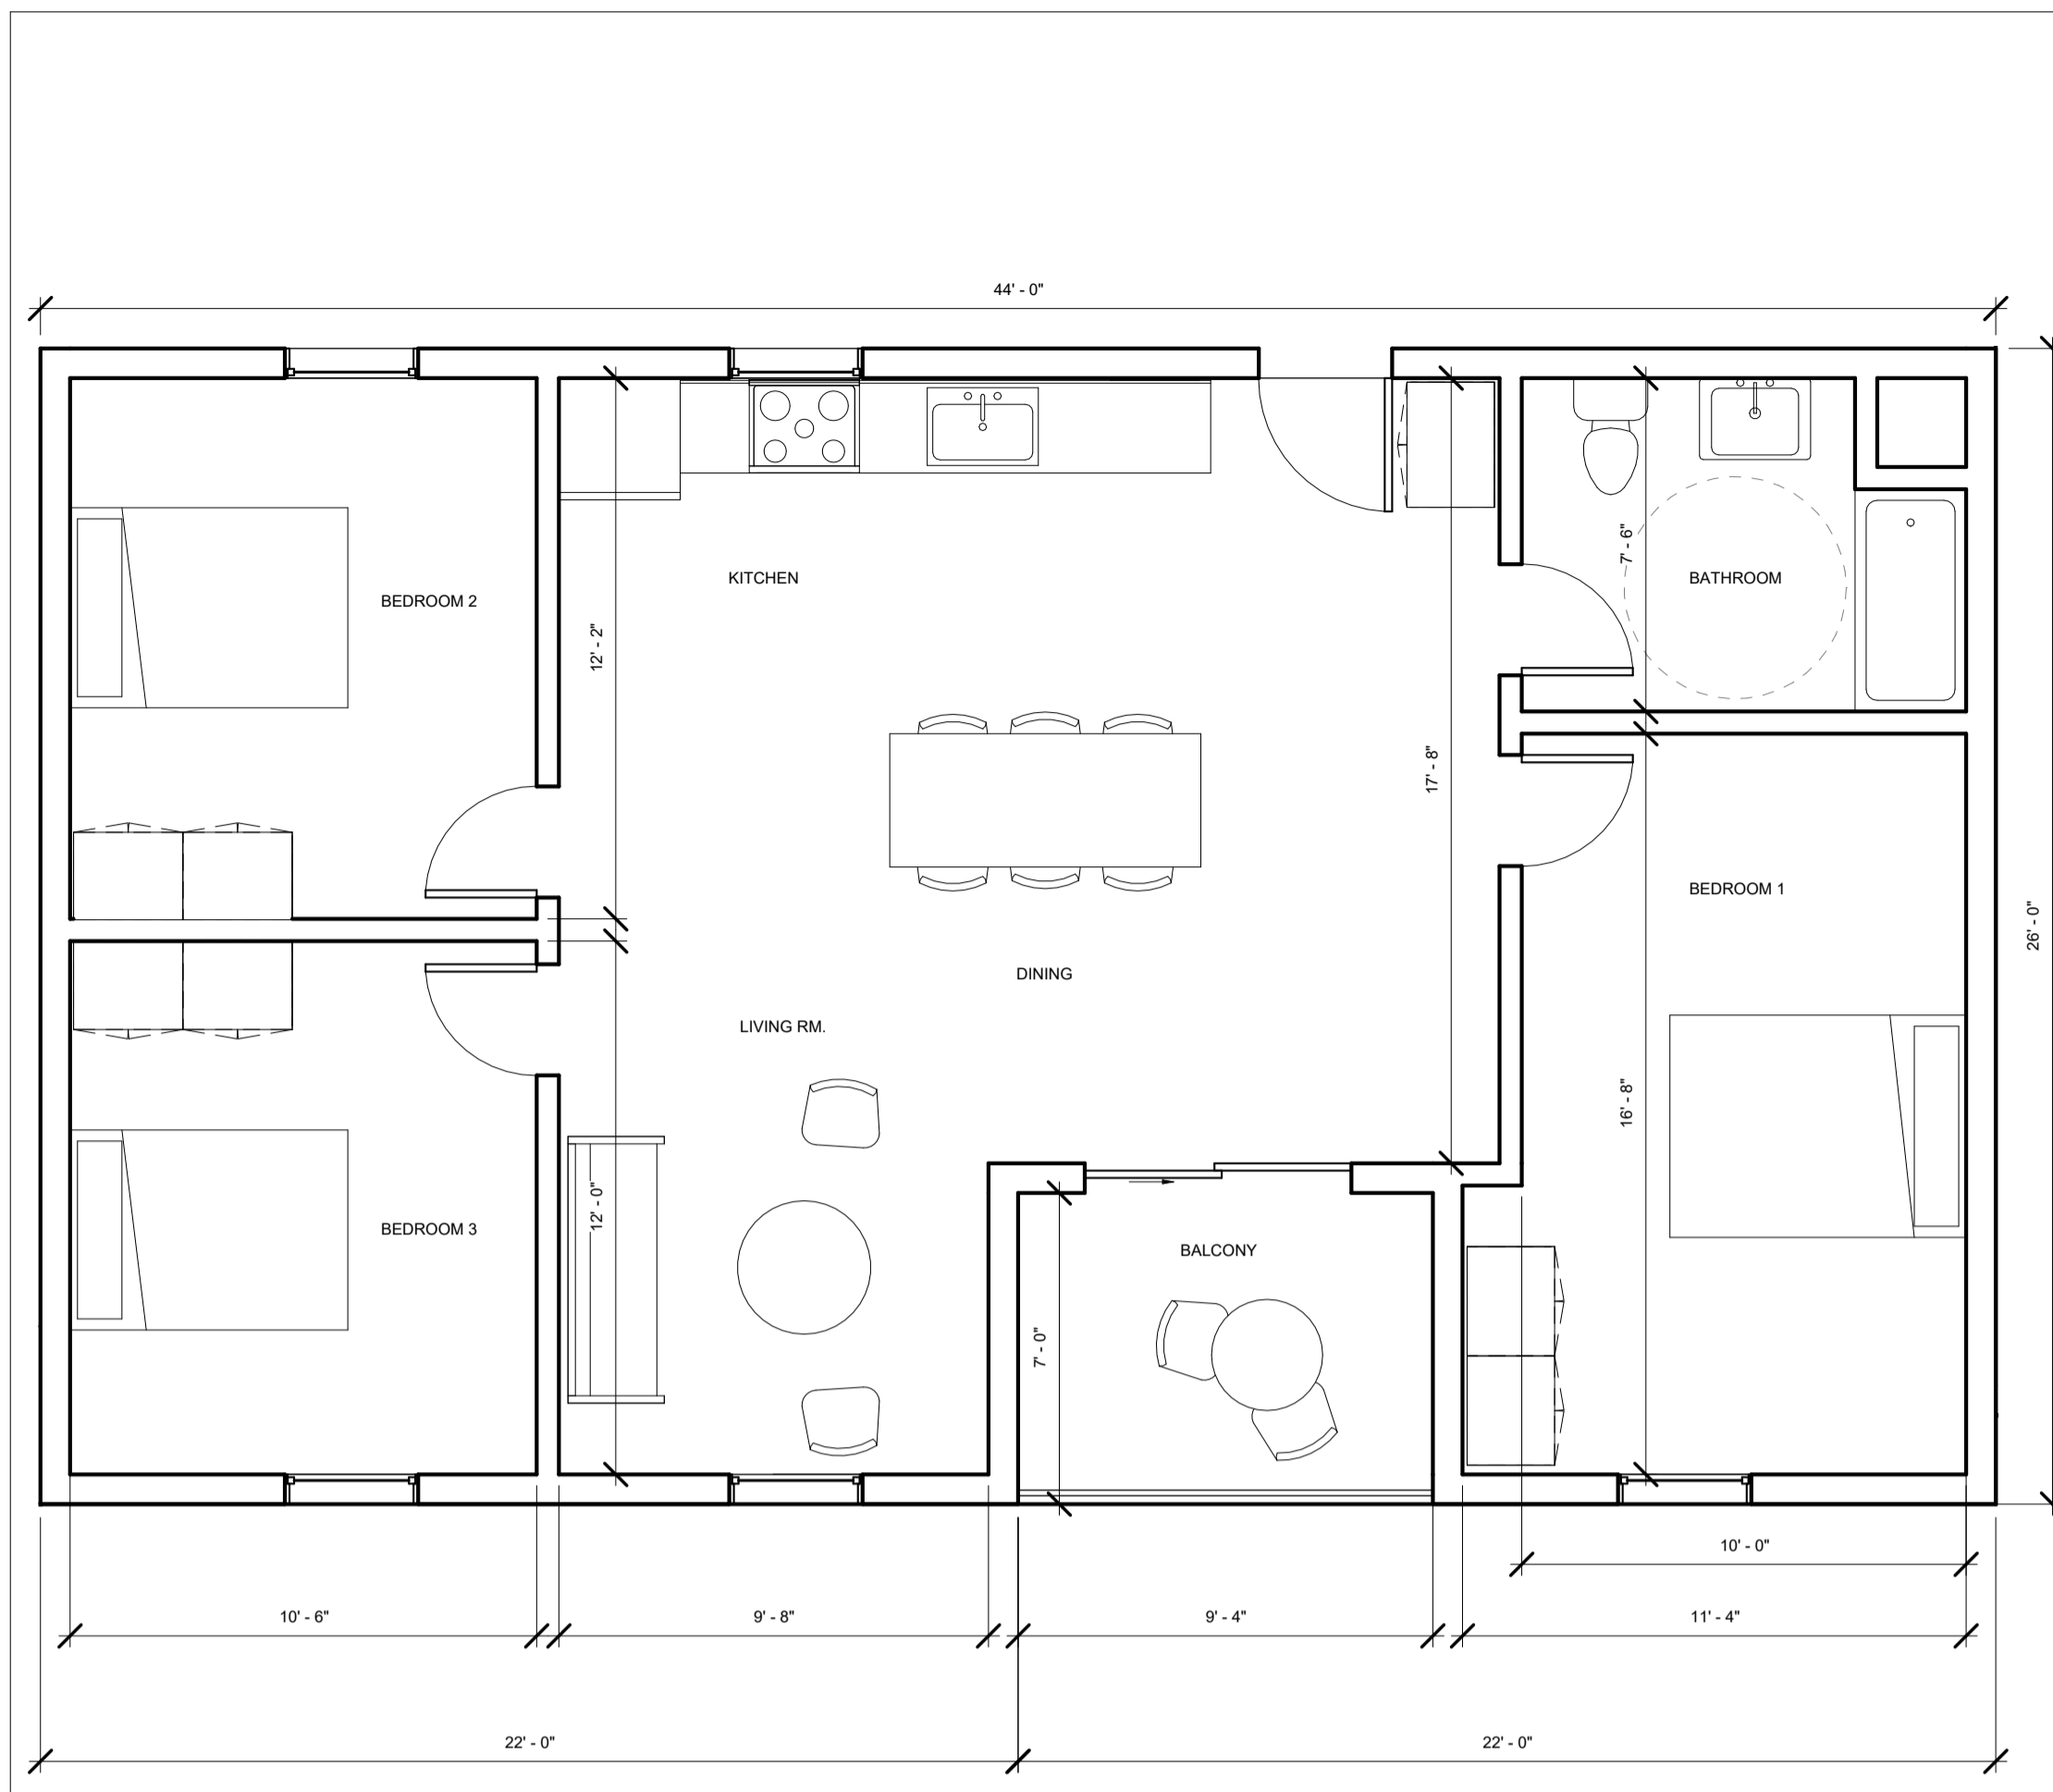 44' - 0"
KITCHEN
BATHROOM
BEDROOM 2
7' - 6"
12' - 2"
17' - 8"
BEDROOM 1
26' - 0"
DINING
LIVING RM.
16' - 8"
12' - 0"
BEDROOM 3
BALCONY
7' - 0"
10' - 0"
10' - 6"
9' - 8"
9' - 4"
11' - 4"
22' - 0"
22' - 0"